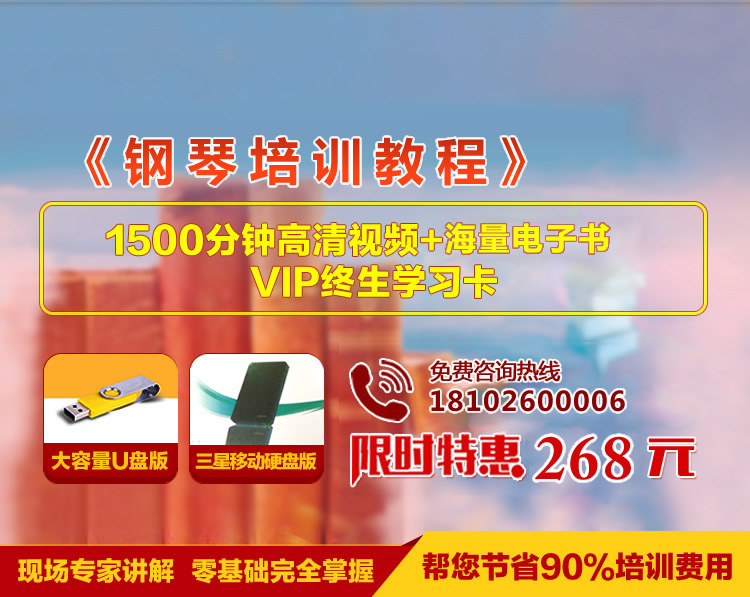 《钢琴培训教程》
1500分钟高清视频+海量电子书
VIP终生学习卡
免费咨询热线
18102600006
大容量U盘版
三星移动硬盘版
限时特惠268元
现场专家讲解 零基础完全掌握
帮您节省90%培训费用